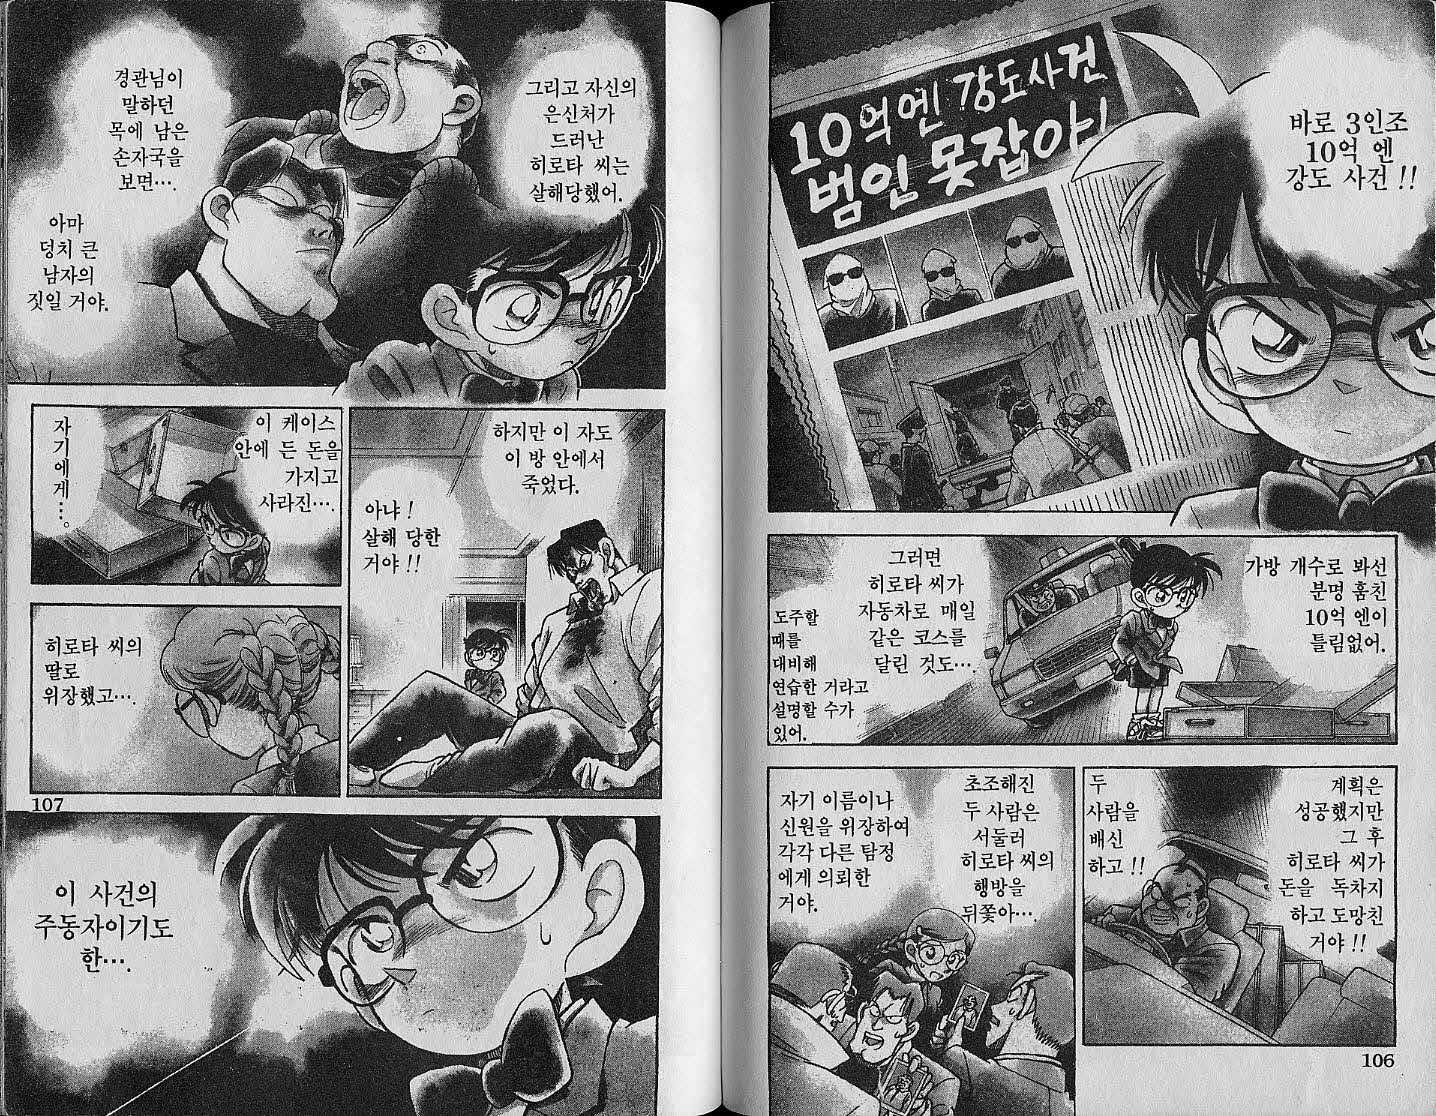 10억엔 강도사건
범인 못잡아!
바로 3인조
10억 엔
강도 사건 !!
가방 개수로 봐선
분명 훔친
10억 엔이
틀림없어.
그러면
히로타 씨가
자동차로 매일
같은 코스를
달린 것도….
도주할
때를
대비해
연습한 거라고
설명할 수가
있어.
계획은
성공했지만
그 후
히로타 씨가
돈을 독차지
하고 도망친
거야 !!
두
사람을
배신
하고 !!
초조해진
두 사람은
서둘러
히로타 씨의
행방을
뒤쫓아….
자기 이름이나
신원을 위장하여
각각 다른 탐정
에게 의뢰한
거야.
106
그리고 자신의
은신처가
드러난
히로타 씨는
살해당했어.
경관님이
말하던
목에 남은
손자국을
보면….
아마
덩치 큰
남자의
짓일 거야.
하지만 이 자도
이 방 안에서
죽었다.
아냐 !
살해 당한
거야 !!
이 케이스
안에 든 돈을
가지고
사라진….
자기에게….
히로타 씨의
딸로
위장했고….
107
이 사건의
주동자이기도
한….